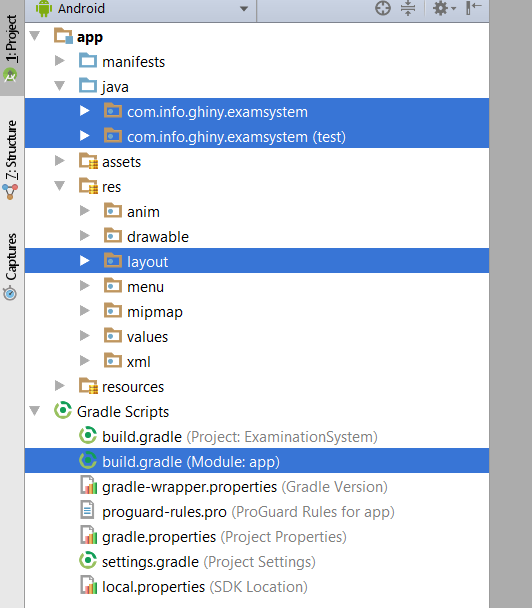 Android
1: Project
7: Structure
Captures
app
manifests
java
com.info.ghiny.examsystem
com.info.ghiny.examsystem (test)
assets
res
anim
drawable
layout
menu
mipmap
values
xml
resources
Gradle Scripts
build.gradle (Project: ExaminationSystem)
build.gradle (Module: app)
gradle-wrapper.properties (Gradle Version)
proguard-rules.pro (ProGuard Rules for app)
gradle.properties (Project Properties)
settings.gradle (Project Settings)
local.properties (SDK Location)